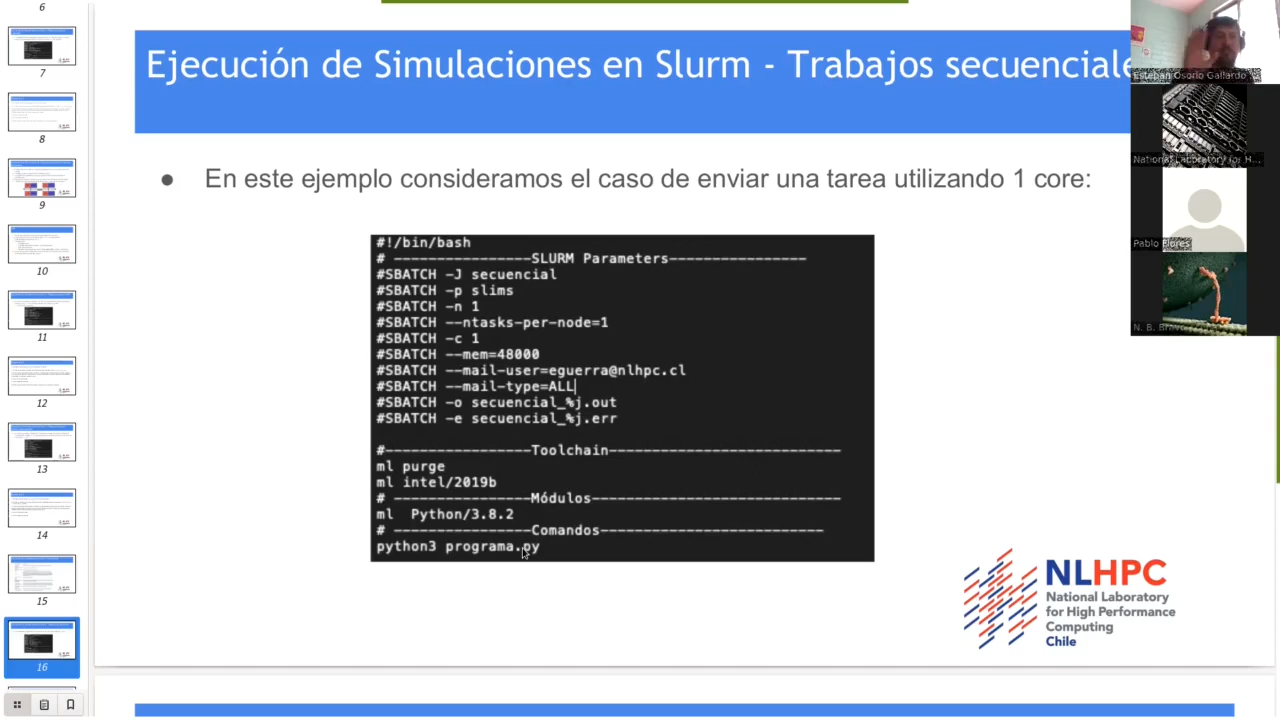 6
7
8
9
10
11
12
13
14
15
16
Ejecución de Simulaciones en Slurm - Trabajos secuenciale
● En este ejemplo consideramos el caso de enviar una tarea utilizando 1 core:
#!/bin/bash
# ----------------SLURM Parameters----------------
#SBATCH -J secuencial
#SBATCH -p slims
#SBATCH -n 1
#SBATCH --ntasks-per-node=1
#SBATCH -c 1
#SBATCH --mem=48000
#SBATCH --mail-user=eguerra@nlhpc.cl
#SBATCH --mail-type=ALL
#SBATCH -o secuencial_%j.out
#SBATCH -e secuencial_%j.err
#-----------------Toolchain---------------------------
ml purge
ml intel/2019b
# ----------------Módulos-----------------------------
ml  Python/3.8.2
# ----------------Comandos--------------------------
python3 programa.py
NLHPC
National Laboratory
for High Performance
Computing
Chile
Esteban Osorio Gallardo
National Laboratory for H...
Pablo Flores
N. B.